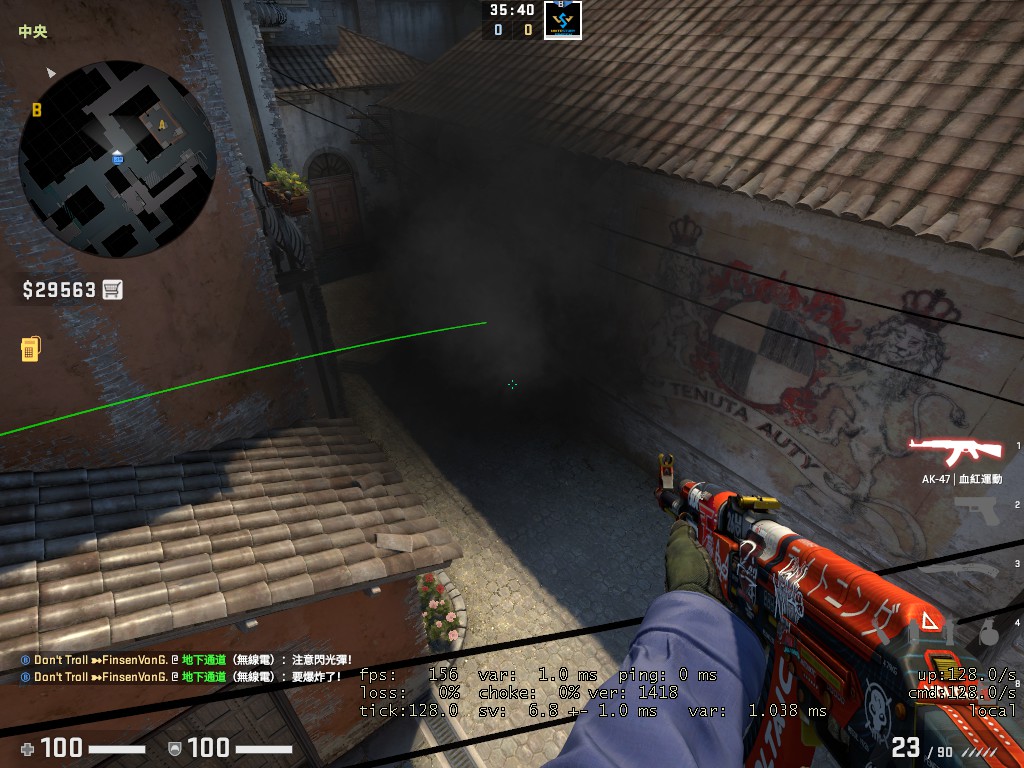 35:40
0 0
中央
B
A
$29563
TENUTA AUTY
1
AK-47 | 血紅運動
2
3
4
Ⓑ Don't Troll ➽FinsenVonG. @ 地下通道 (無線電) : 注意閃光彈!
Ⓑ Don't Troll ➽FinsenVonG. @ 地下通道 (無線電) : 要爆炸了!
fps: 156 var: 1.0 ms ping: 0 ms
up:128.0/s
loss: 0% choke: 0% ver: 1418
cmd:128.0/s
tick:128.0 sv: 6.8 +- 1.0 ms var: 1.038 ms
local
100 100
23 / 90